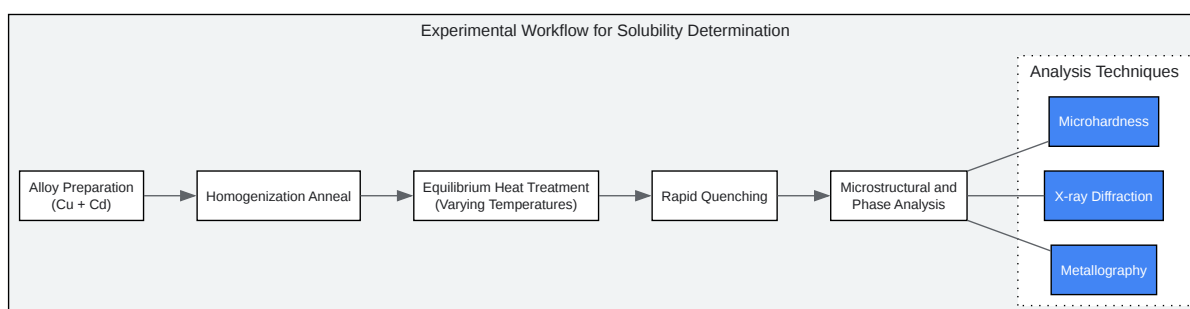 Experimental Workflow for Solubility Determination
Analysis Techniques
Microhardness
Alloy Preparation
(Cu + Cd)
Homogenization Anneal
Equilibrium Heat Treatment
(Varying Temperatures)
Rapid Quenching
Microstructural and
Phase Analysis
X-ray Diffraction
Metallography